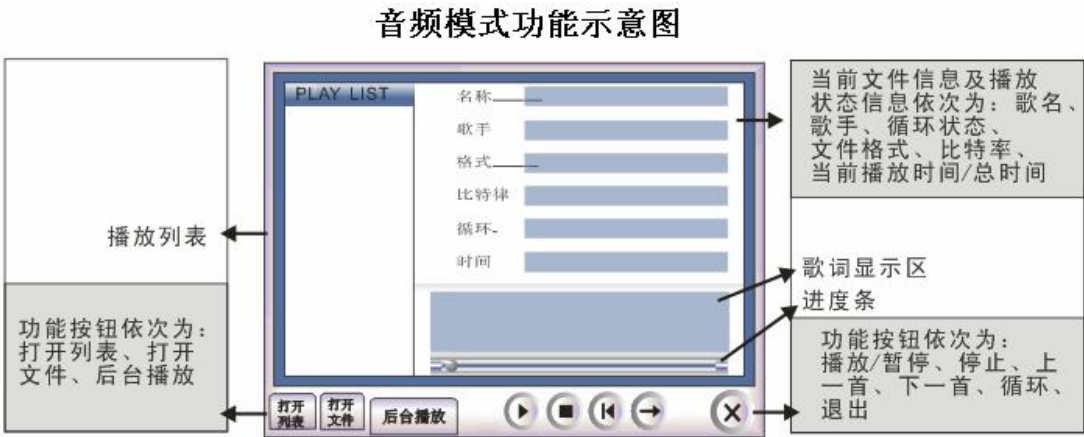 音频模式功能示意图
播放列表
功能按钮依次为：
打开列表、打开
文件、后台播放
PLAY LIST
名称
歌手
格式
比特律
循环-
时间
打开
列表
打开
文件
后台播放
当前文件信息及播放
状态信息依次为：歌名、
歌手、循环状态、
文件格式、比特率、
当前播放时间/总时间
歌词显示区
进度条
功能按钮依次为：
播放/暂停、停止、上
一首、下一首、循环、
退出